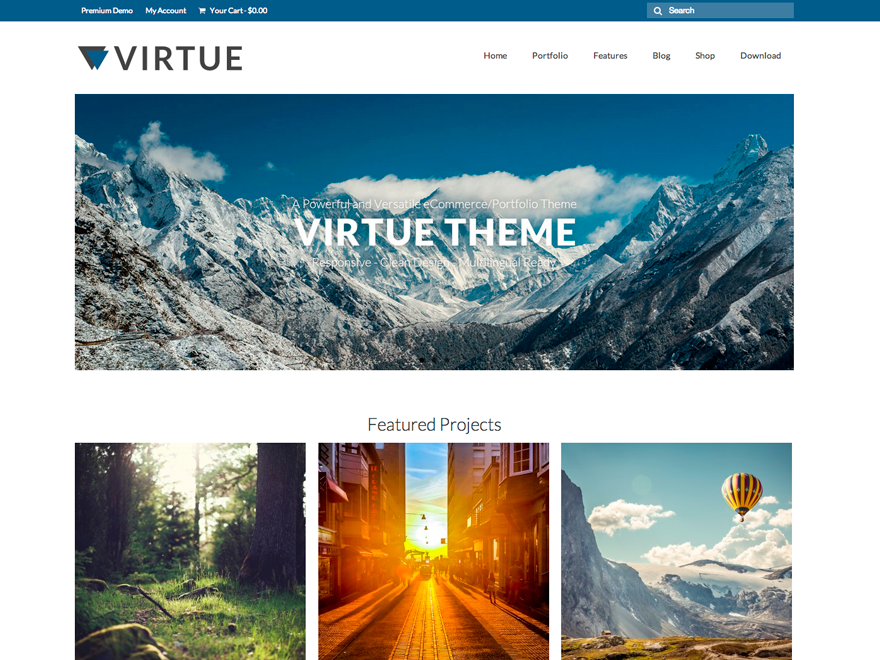 Premium Demo My Account Your Cart - $0.00 Search
VIRTUE
Home Portfolio Features Blog Shop Download
A Powerful and Versatile eCommerce/Portfolio Theme
VIRTUE THEME
Responsive - Clean Design - Multilingual Ready
Featured Projects